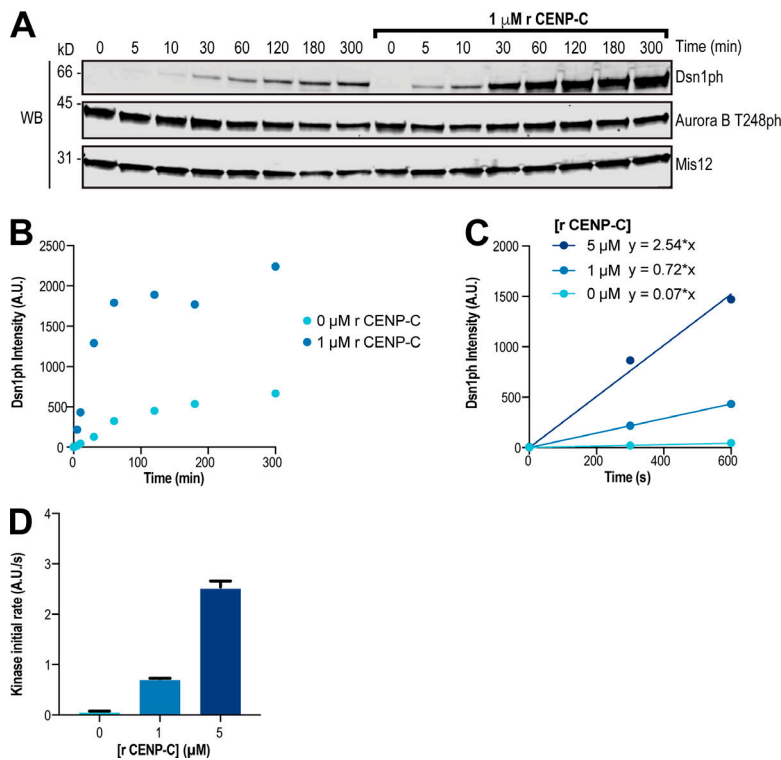 A
1 μM r CENP-C
kD 0 5 10 30 60 120 180 300 0 5 10 30 60 120 180 300 Time (min)
66 Dsn1ph
45
WB Aurora B T248ph
31 Mis12
B
Dsn1ph Intensity (A.U.)
2500
2000
1500
1000
500
0
0 100 200 300
Time (min)
0 μM r CENP-C
1 μM r CENP-C
C
[r CENP-C]
5 μM y = 2.54*x
1 μM y = 0.72*x
0 μM y = 0.07*x
Dsn1ph Intensity (A.U.)
2000
1500
1000
500
0
0 200 400 600
Time (s)
D
Kinase initial rate (A.U./s)
4
3
2
1
0
0 1 5
[r CENP-C] (μM)